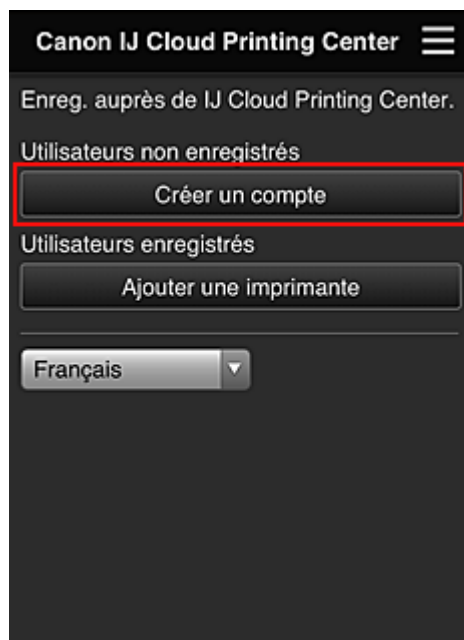 Canon IJ Cloud Printing Center
Enreg. auprès de IJ Cloud Printing Center.
Utilisateurs non enregistrés
Créer un compte
Utilisateurs enregistrés
Ajouter une imprimante
Français